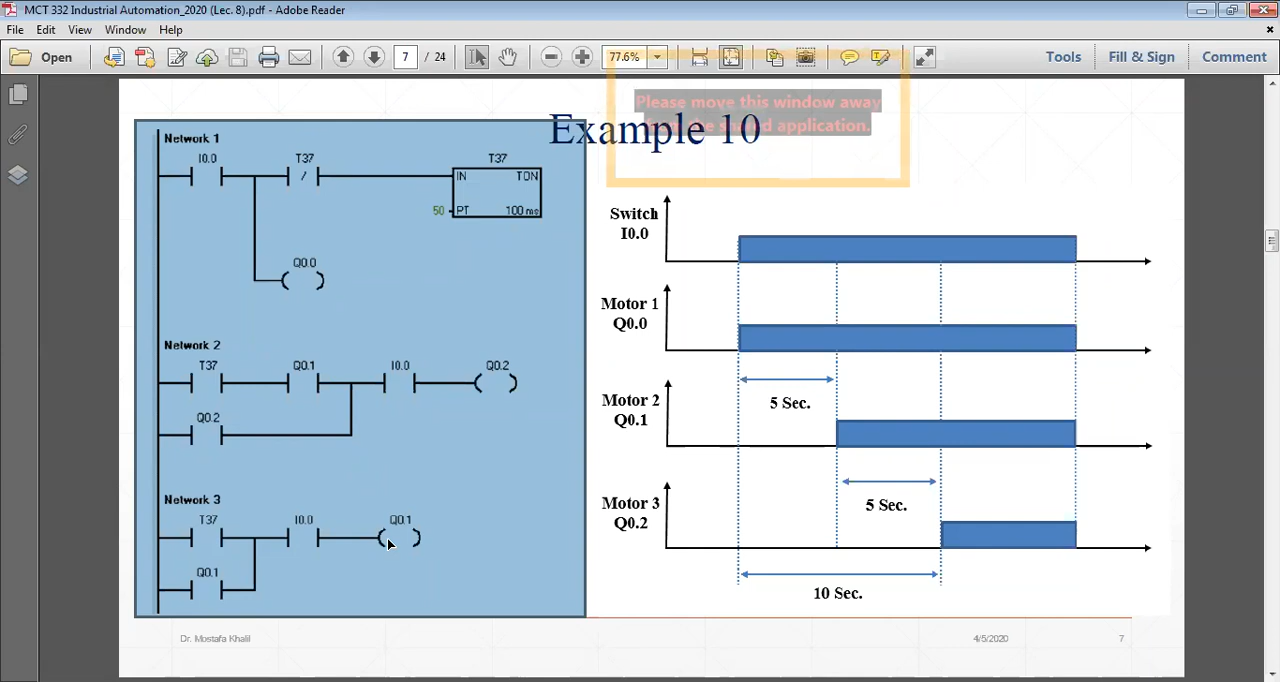 MCT 332 Industrial Automation_2020 (Lec. 8).pdf - Adobe Reader
File Edit View Window Help
Open 7 / 24 77.6% Tools Fill & Sign Comment
Please move this window away
from the shared application.
Example 10
Network 1
I0.0 T37 T37
IN TON
50 PT 100 ms
Q0.0
Network 2
T37 Q0.1 I0.0 Q0.2
Q0.2
Network 3
T37 I0.0 Q0.1
Q0.1
Switch
I0.0
Motor 1
Q0.0
5 Sec.
Motor 2
Q0.1
5 Sec.
Motor 3
Q0.2
10 Sec.
Dr. Mostafa Khalil 4/5/2020 7